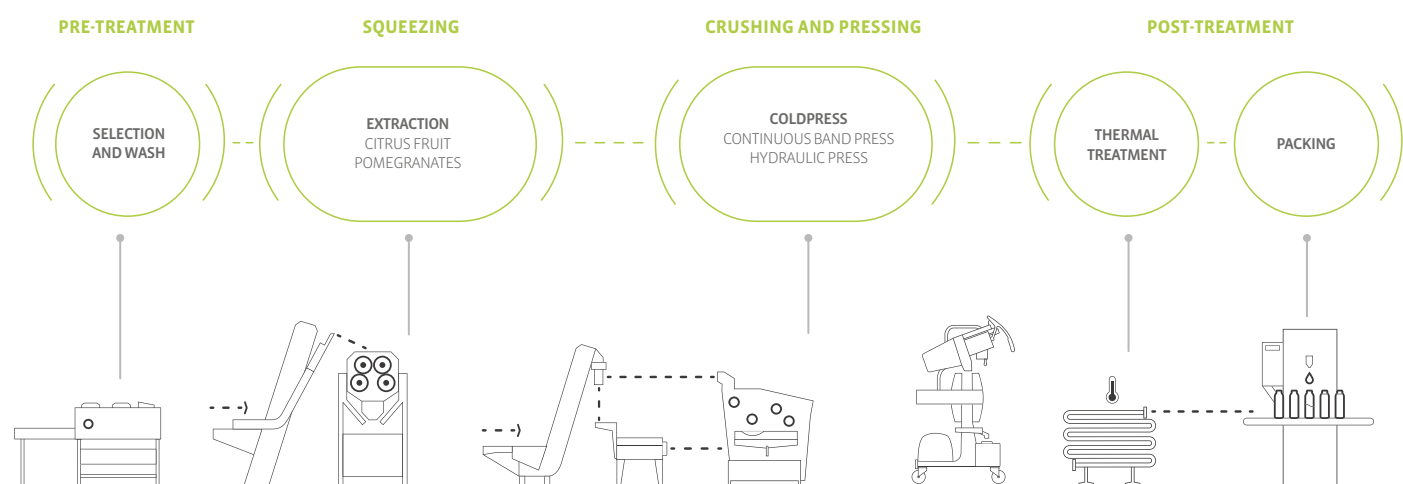 PRE-TREATMENT
SQUEEZING
CRUSHING AND PRESSING
POST-TREATMENT
SELECTION
AND WASH
EXTRACTION
CITRUS FRUIT
POMEGRANATES
COLDPRESS
CONTINUOUS BAND PRESS
HYDRAULIC PRESS
THERMAL
TREATMENT
PACKING